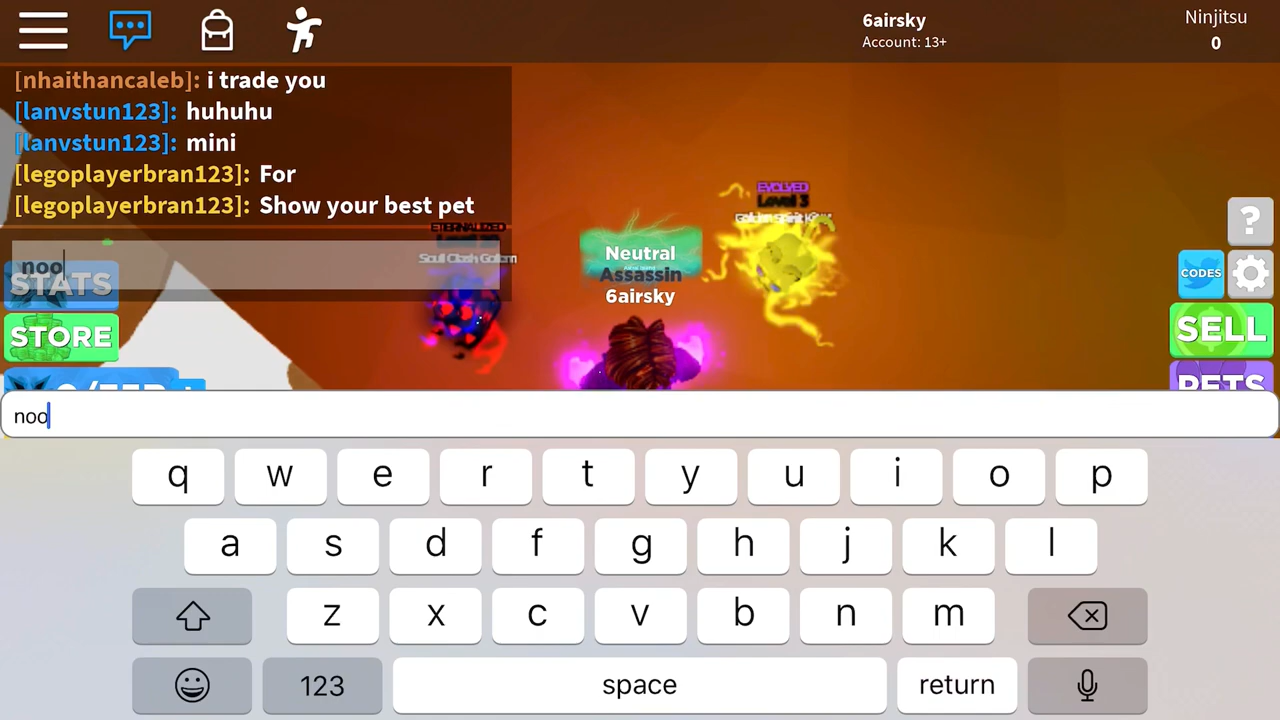 6airsky
Account: 13+
Ninjitsu
0
[nhaithancaleb]: i trade you
[lanvstun123]: huhuhu
[lanvstun123]: mini
[legoplayerbran123]: For
[legoplayerbran123]: Show your best pet
noo
EVOLVED
Level 3
ETERNALIZED
Neutral
Assassin
6airsky
?
STATS
STORE
CODES
SELL
PETS
noo
q w e r t y u i o p
a s d f g h j k l
z x c v b n m
123 space return